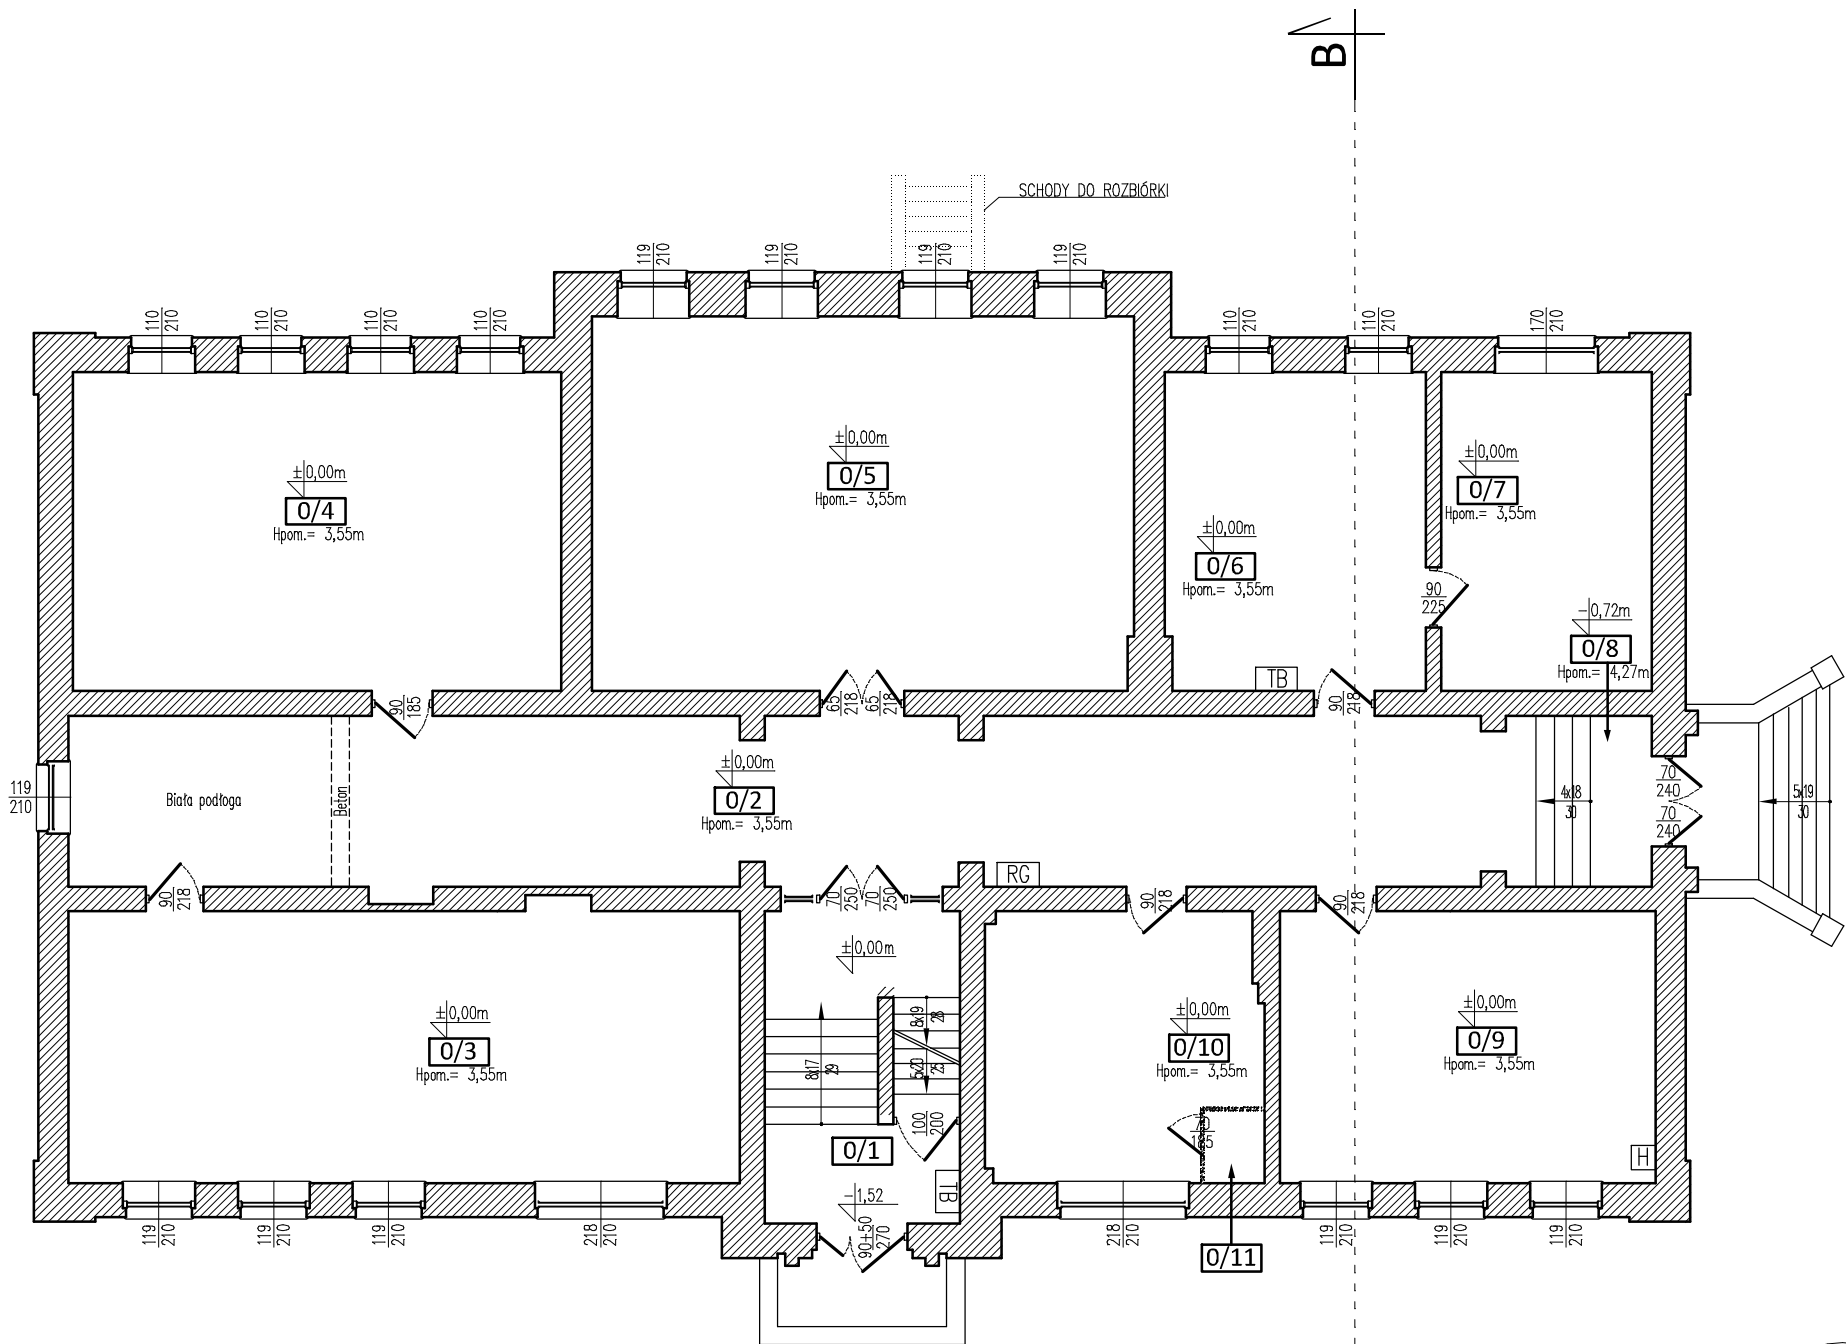 B
SCHODY DO ROZBIÓRKI
119
210
119
210
119
210
119
210
110
210
110
210
110
210
110
210
110
210
110
210
170
210
±0,00m
0/4
Hpom.= 3,55m
±0,00m
0/5
Hpom.= 3,55m
±0,00m
0/6
Hpom.= 3,55m
±0,00m
0/7
Hpom.= 3,55m
90
225
-0,72m
0/8
Hpom.= 4,27m
TB
90
185
65
218
65
218
90
218
119
210
Biała podłoga
Beton
±0,00m
0/2
Hpom.= 3,55m
4x18
30
70
240
70
240
5x19
30
90
218
70
250
70
250
RG
90
218
90
218
±0,00m
±0,00m
0/3
Hpom.= 3,55m
8x17
29
8x19
28
5x20
25
100
200
0/1
-1,52
TB
90+50
270
±0,00m
0/10
Hpom.= 3,55m
±0,00m
0/9
Hpom.= 3,55m
H
0/11
119
210
119
210
119
210
218
210
218
210
119
210
119
210
119
210